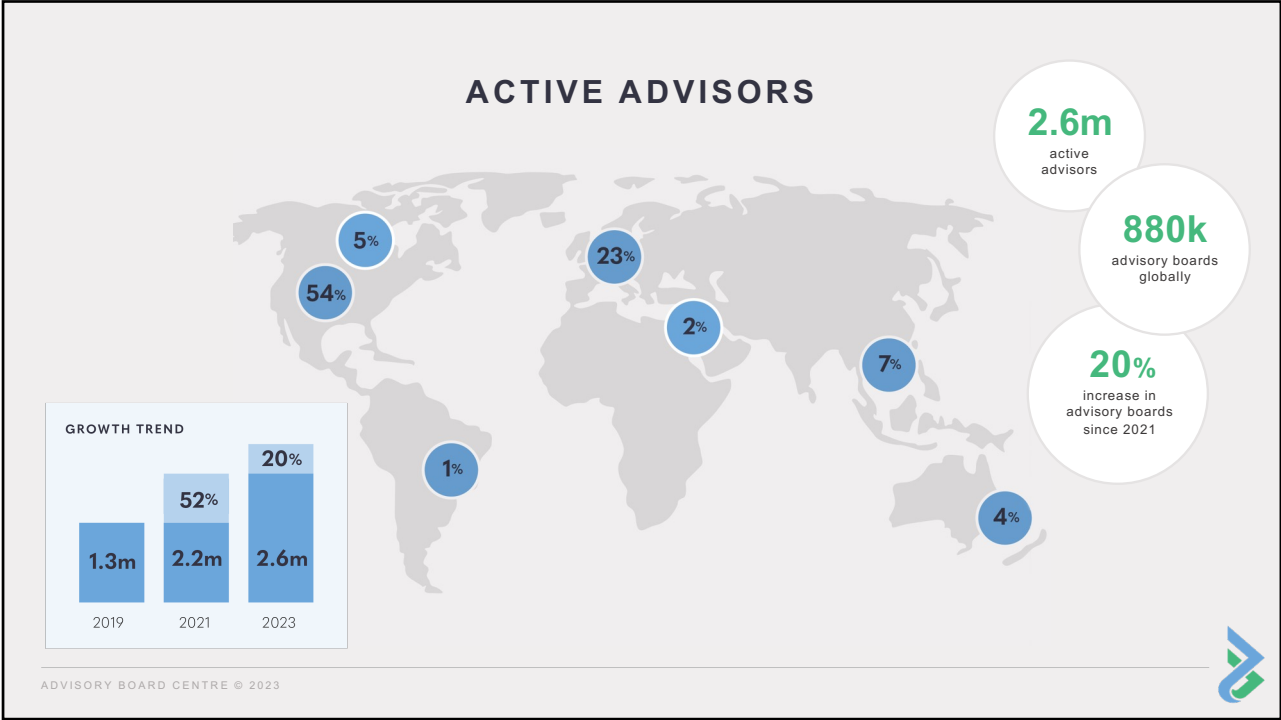 ACTIVE ADVISORS
2.6m
active
advisors
880k
advisory boards
globally
20%
increase in
advisory boards
since 2021
5%
54%
23%
2%
7%
1%
4%
GROWTH TREND
20%
52%
1.3m
2.2m
2.6m
2019
2021
2023
ADVISORY BOARD CENTRE © 2023